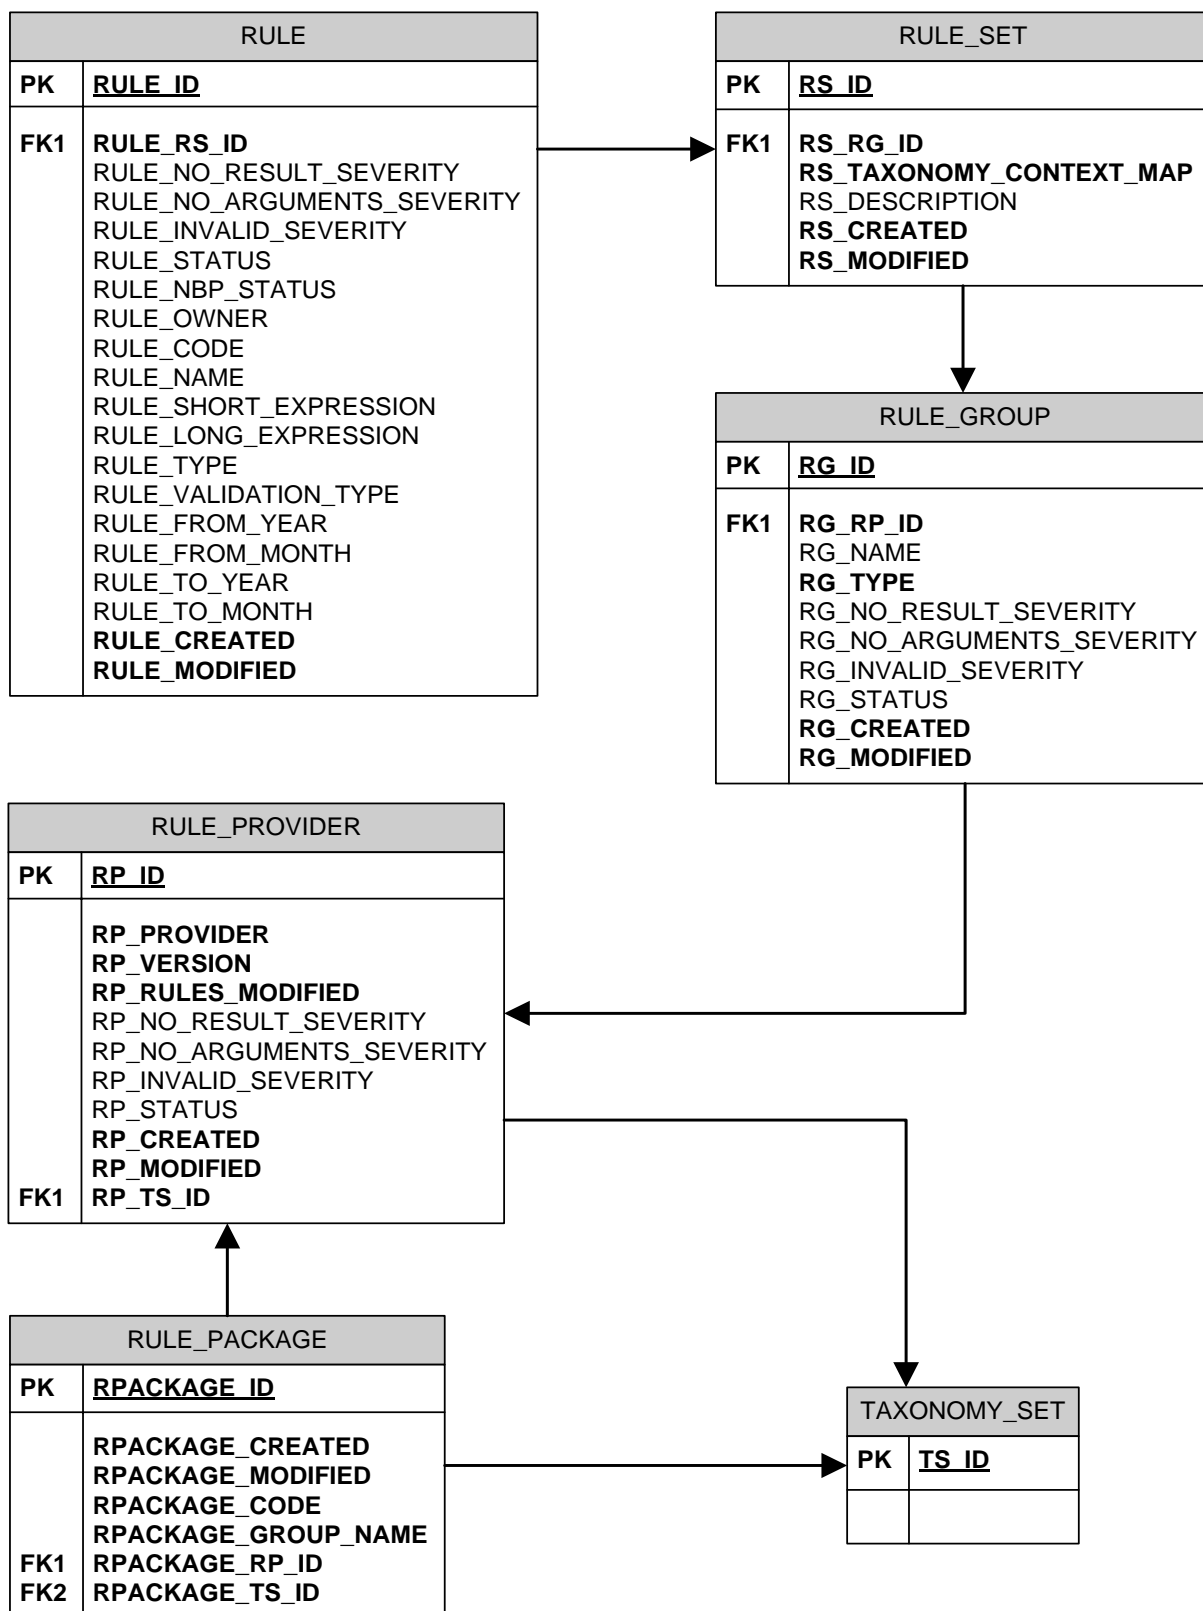 RULE
PK RULE_ID
FK1 RULE_RS_ID
RULE_NO_RESULT_SEVERITY
RULE_NO_ARGUMENTS_SEVERITY
RULE_INVALID_SEVERITY
RULE_STATUS
RULE_NBP_STATUS
RULE_OWNER
RULE_CODE
RULE_NAME
RULE_SHORT_EXPRESSION
RULE_LONG_EXPRESSION
RULE_TYPE
RULE_VALIDATION_TYPE
RULE_FROM_YEAR
RULE_FROM_MONTH
RULE_TO_YEAR
RULE_TO_MONTH
RULE_CREATED
RULE_MODIFIED
RULE_SET
PK RS_ID
FK1 RS_RG_ID
RS_TAXONOMY_CONTEXT_MAP
RS_DESCRIPTION
RS_CREATED
RS_MODIFIED
RULE_GROUP
PK RG_ID
FK1 RG_RP_ID
RG_NAME
RG_TYPE
RG_NO_RESULT_SEVERITY
RG_NO_ARGUMENTS_SEVERITY
RG_INVALID_SEVERITY
RG_STATUS
RG_CREATED
RG_MODIFIED
RULE_PROVIDER
PK RP_ID
RP_PROVIDER
RP_VERSION
RP_RULES_MODIFIED
RP_NO_RESULT_SEVERITY
RP_NO_ARGUMENTS_SEVERITY
RP_INVALID_SEVERITY
RP_STATUS
RP_CREATED
RP_MODIFIED
FK1 RP_TS_ID
RULE_PACKAGE
PK RPACKAGE_ID
RPACKAGE_CREATED
RPACKAGE_MODIFIED
RPACKAGE_CODE
RPACKAGE_GROUP_NAME
FK1 RPACKAGE_RP_ID
FK2 RPACKAGE_TS_ID
TAXONOMY_SET
PK TS_ID